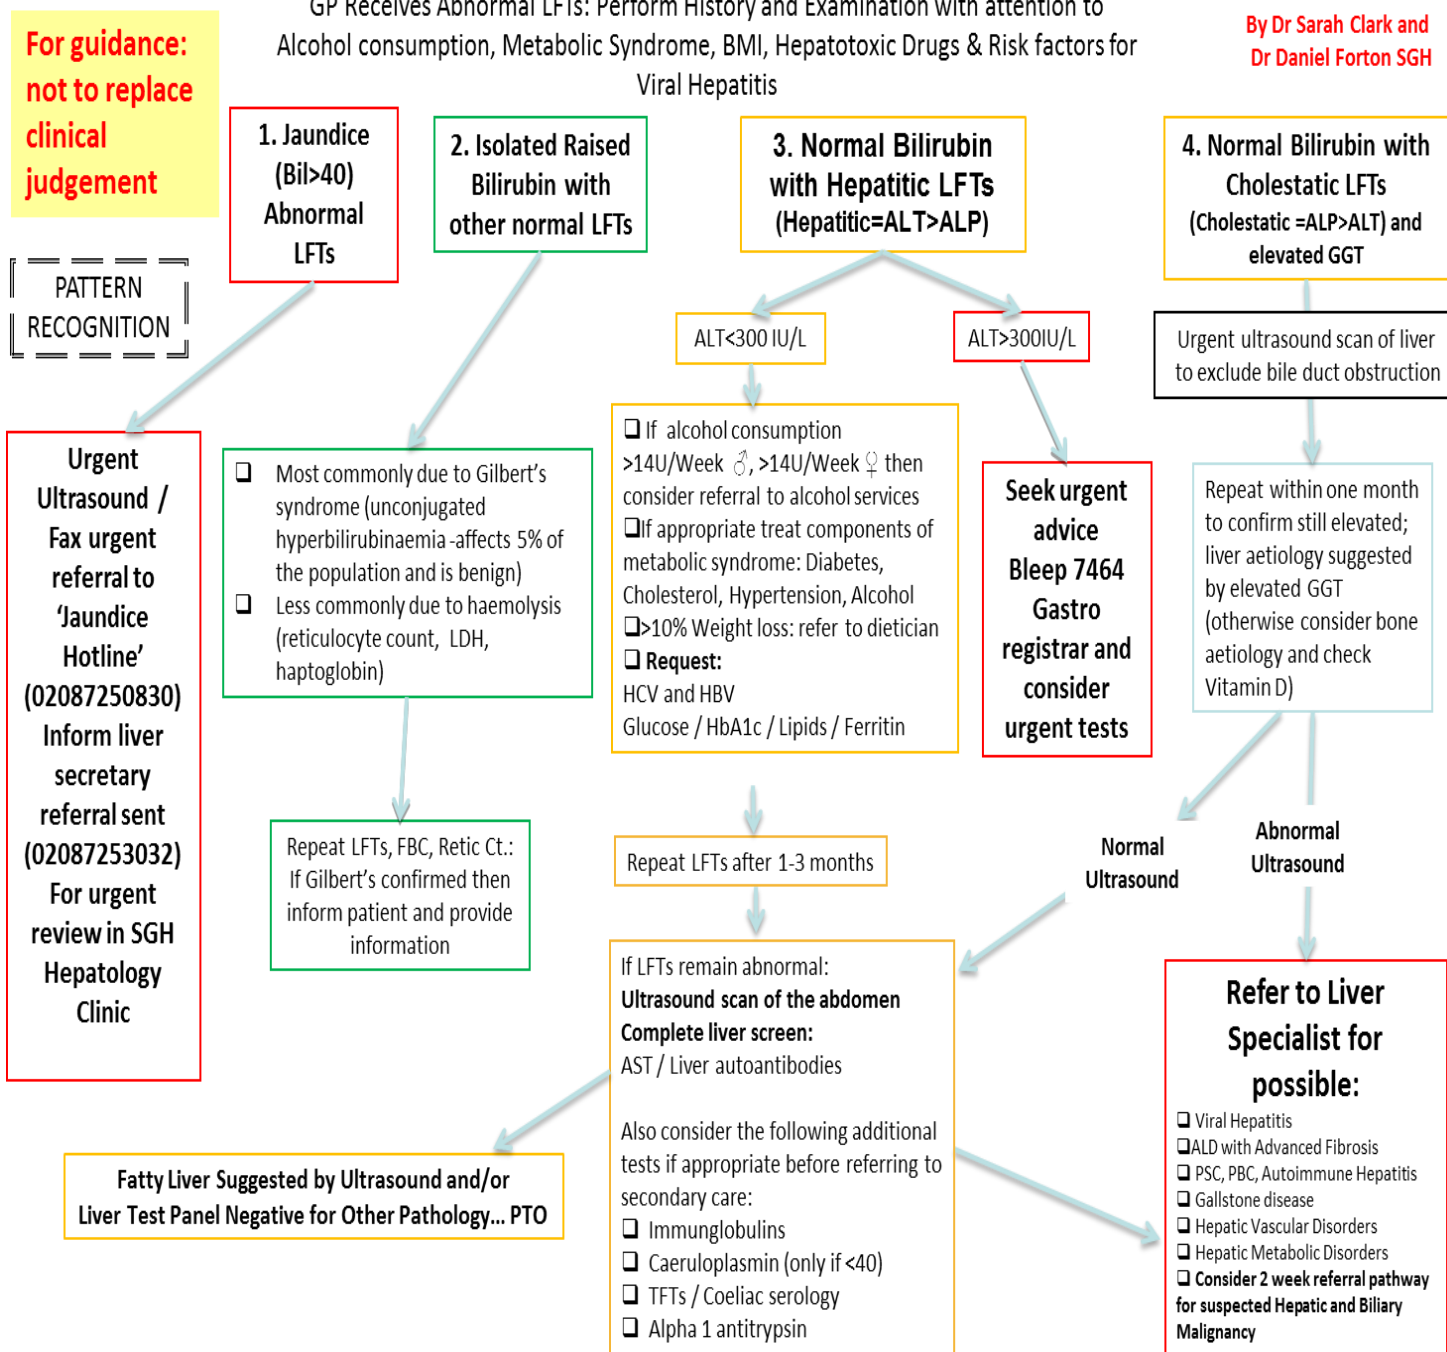 GP Receives Abnormal LFTs: Perform History and Examination with attention to
Alcohol consumption, Metabolic Syndrome, BMI, Hepatotoxic Drugs & Risk factors for
Viral Hepatitis
For guidance:
not to replace
clinical
judgement
By Dr Sarah Clark and
Dr Daniel Forton SGH
PATTERN
RECOGNITION
1. Jaundice
(Bil>40)
Abnormal
LFTs
2. Isolated Raised
Bilirubin with
other normal LFTs
3. Normal Bilirubin
with Hepatitic LFTs
(Hepatitic=ALT>ALP)
4. Normal Bilirubin with
Cholestatic LFTs
(Cholestatic =ALP>ALT) and
elevated GGT
ALT<300 IU/L
ALT>300IU/L
Urgent ultrasound scan of liver
to exclude bile duct obstruction
Urgent
Ultrasound /
Fax urgent
referral to
‘Jaundice
Hotline’
(02087250830)
Inform liver
secretary
referral sent
(02087253032)
For urgent
review in SGH
Hepatology
Clinic
❑ Most commonly due to Gilbert’s
syndrome (unconjugated
hyperbilirubinaemia -affects 5% of
the population and is benign)
❑ Less commonly due to haemolysis
(reticulocyte count, LDH,
haptoglobin)
Repeat LFTs, FBC, Retic Ct.:
If Gilbert’s confirmed then
inform patient and provide
information
❑ If alcohol consumption
>14U/Week ♂, >14U/Week ♀ then
consider referral to alcohol services
❑If appropriate treat components of
metabolic syndrome: Diabetes,
Cholesterol, Hypertension, Alcohol
❑>10% Weight loss: refer to dietician
❑ Request:
HCV and HBV
Glucose / HbA1c / Lipids / Ferritin
Seek urgent
advice
Bleep 7464
Gastro
registrar and
consider
urgent tests
Repeat within one month
to confirm still elevated;
liver aetiology suggested
by elevated GGT
(otherwise consider bone
aetiology and check
Vitamin D)
Repeat LFTs after 1-3 months
Normal
Ultrasound
Abnormal
Ultrasound
If LFTs remain abnormal:
Ultrasound scan of the abdomen
Complete liver screen:
AST / Liver autoantibodies
Also consider the following additional
tests if appropriate before referring to
secondary care:
❑ Immunglobulins
❑ Caeruloplasmin (only if <40)
❑ TFTs / Coeliac serology
❑ Alpha 1 antitrypsin
Fatty Liver Suggested by Ultrasound and/or
Liver Test Panel Negative for Other Pathology... PTO
Refer to Liver
Specialist for
possible:
❑ Viral Hepatitis
❑ALD with Advanced Fibrosis
❑ PSC, PBC, Autoimmune Hepatitis
❑ Gallstone disease
❑ Hepatic Vascular Disorders
❑ Hepatic Metabolic Disorders
❑ Consider 2 week referral pathway
for suspected Hepatic and Biliary
Malignancy